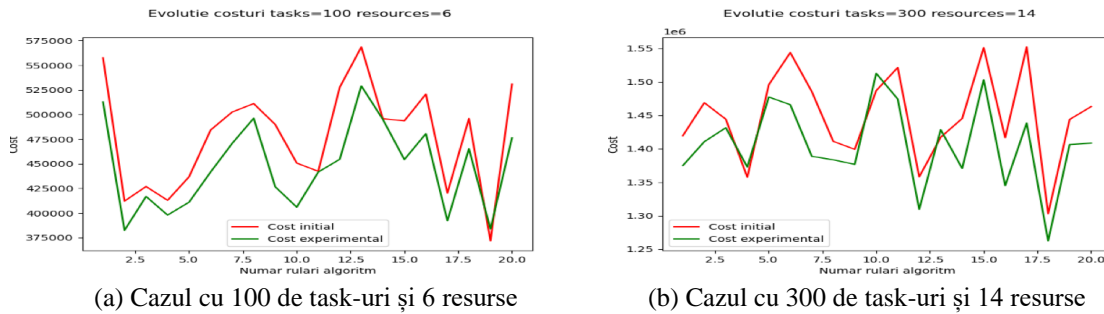 Evolutie costuri tasks=100 resources=6
575000
550000
525000
500000
475000
450000
425000
400000
375000
Cost
Cost initial
Cost experimental
2.5 5.0 7.5 10.0 12.5 15.0 17.5 20.0
Numar rulari algoritm
(a) Cazul cu 100 de task-uri și 6 resurse
Evolutie costuri tasks=300 resources=14
1e6
1.55
1.50
1.45
1.40
1.35
1.30
1.25
Cost
Cost initial
Cost experimental
2.5 5.0 7.5 10.0 12.5 15.0 17.5 20.0
Numar rulari algoritm
(b) Cazul cu 300 de task-uri și 14 resurse